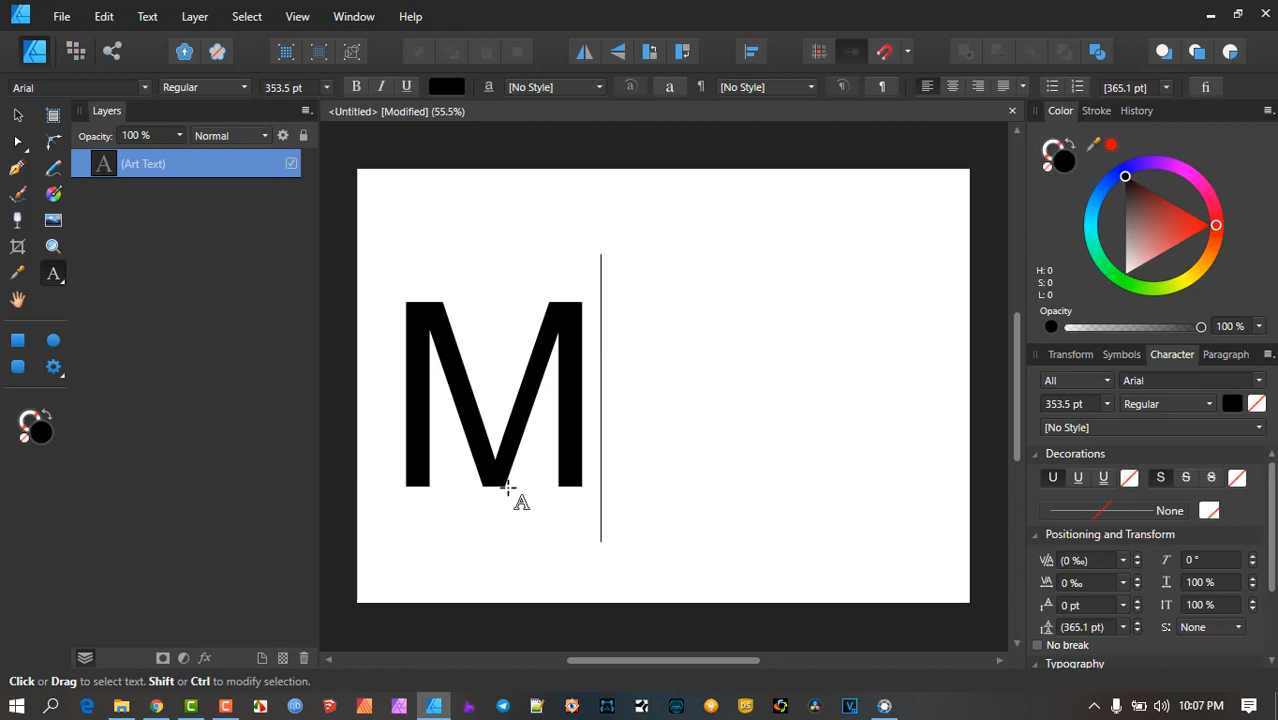 File Edit Text Layer Select View Window Help
Arial Regular 353.5 pt B I U a [No Style] a a ¶ [No Style] ¶ [365.1 pt] fi
Layers
<Untitled> [Modified] (55.5%)
Color Stroke History
Opacity: 100 % Normal
A (Art Text)
M
H: 0
S: 0
L: 0
Opacity
100 %
Transform Symbols Character Paragraph
All Arial
353.5 pt Regular
[No Style]
Decorations
U U U S S S
None
Positioning and Transform
(0 ‰) 0 °
0 ‰ 100 %
0 pt 100 %
(365.1 pt) S: None
No break
Typography
Click or Drag to select text. Shift or Ctrl to modify selection.
10:07 PM